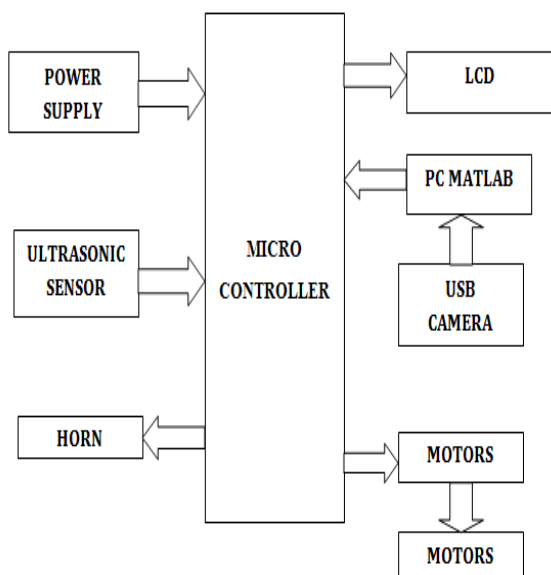 POWER
SUPPLY
LCD
PC MATLAB
ULTRASONIC
SENSOR
MICRO
CONTROLLER
USB
CAMERA
HORN
MOTORS
MOTORS